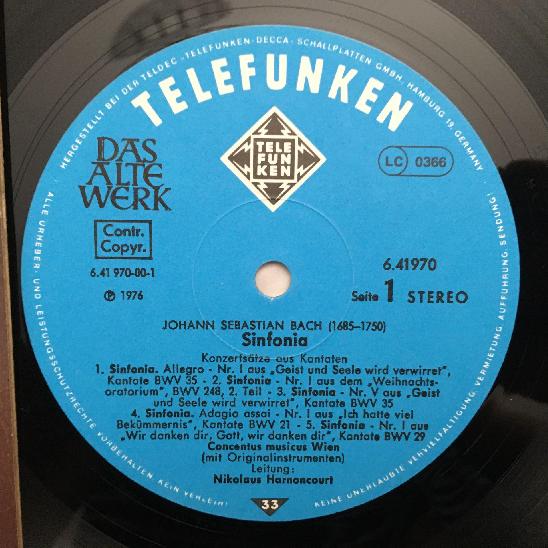 HERGESTELLT BEI DER TELDEC »TELEFUNKEN-DECCA« SCHALLPLATTEN GMBH, HAMBURG 19, GERMANY ·
TELEFUNKEN
TELE
FUN
KEN
DAS
ALTE
WERK
LC 0366
Contr.
Copyr.
6.41 970-00-1
℗ 1976
6.41970
Seite 1 STEREO
JOHANN SEBASTIAN BACH (1685-1750)
Sinfonia
Konzertsätze aus Kantaten
1. Sinfonia. Allegro - Nr. I aus „Geist und Seele wird verwirret",
Kantate BWV 35 - 2. Sinfonia - Nr. I aus dem "Weihnachts-
oratorium", BWV 248, 2. Teil - 3. Sinfonia - Nr. V aus „Geist
und Seele wird verwirret", Kantate BWV 35
4. Sinfonia. Adagio assai - Nr. I aus „Ich hatte viel
Bekümmernis", Kantate BWV 21 - 5. Sinfonia - Nr. I aus
„Wir danken dir, Gott, wir danken dir", Kantate BWV 29
Concentus musicus Wien
(mit Originalinstrumenten)
Leitung:
Nikolaus Harnoncourt
33
ALLE URHEBER- UND LEISTUNGSSCHUTZRECHTE VORBEHALTEN · KEIN VERLEIH!
KEINE UNERLAUBTE VERVIELFÄLTIGUNG, VERMIETUNG, AUFFÜHRUNG, SENDUNG!